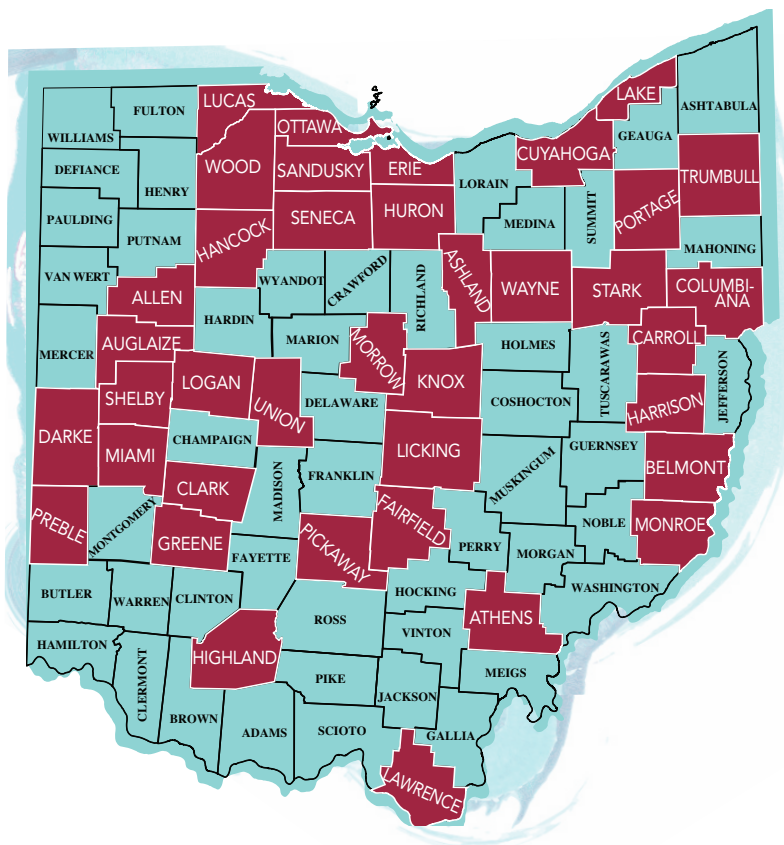 LUCAS
LAKE
ASHTABULA
FULTON
WILLIAMS
OTTAWA
GEAUGA
CUYAHOGA
WOOD
SANDUSKY
ERIE
DEFIANCE
HENRY
LORAIN
TRUMBULL
PAULDING
SENECA
HURON
MEDINA
SUMMIT
PORTAGE
PUTNAM
HANCOCK
MAHONING
VAN WERT
WYANDOT
CRAWFORD
RICHLAND
ASHLAND
WAYNE
STARK
COLUMBI-
ANA
ALLEN
HARDIN
MARION
MORROW
HOLMES
TUSCARAWAS
CARROLL
JEFFERSON
MERCER
AUGLAIZE
LOGAN
UNION
KNOX
SHELBY
DELAWARE
COSHOCTON
HARRISON
DARKE
CHAMPAIGN
LICKING
GUERNSEY
MIAMI
MUSKINGUM
BELMONT
CLARK
MADISON
FRANKLIN
PREBLE
MONTGOMERY
FAIRFIELD
NOBLE
MONROE
GREENE
FAYETTE
PICKAWAY
PERRY
MORGAN
BUTLER
WARREN
CLINTON
HOCKING
WASHINGTON
ROSS
ATHENS
HAMILTON
HIGHLAND
VINTON
CLERMONT
PIKE
JACKSON
MEIGS
BROWN
ADAMS
SCIOTO
GALLIA
LAWRENCE